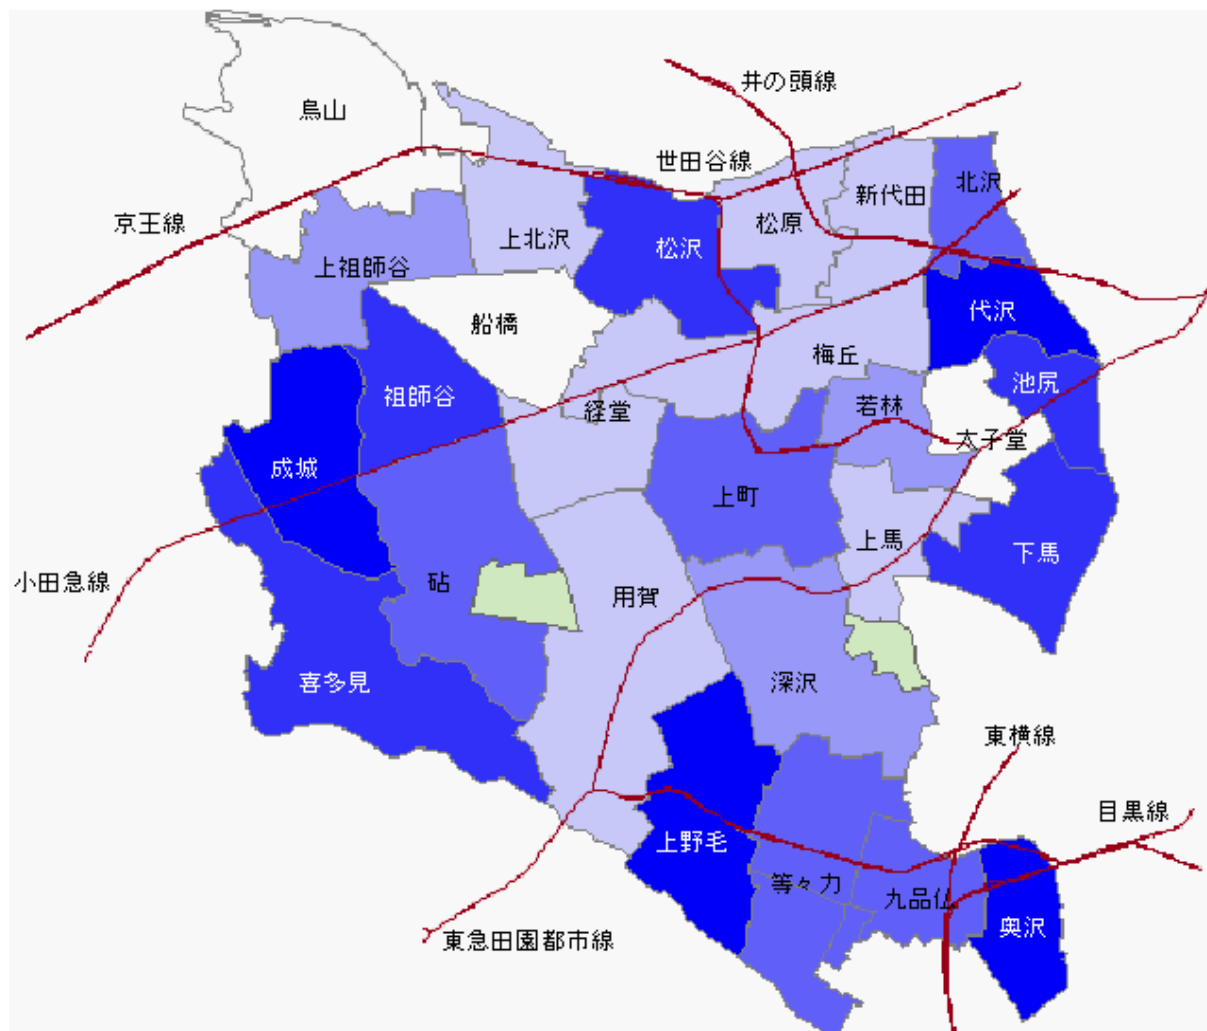 井の頭線
烏山
世田谷線
北沢
新代田
京王線
松原
上北沢
松沢
上祖師谷
代沢
船橋
梅丘
祖師谷
池尻
経堂
若林
太子堂
成城
上町
上馬
下馬
小田急線
砧
用賀
喜多見
深沢
東横線
目黒線
上野毛
等々力
九品仏
奥沢
東急田園都市線